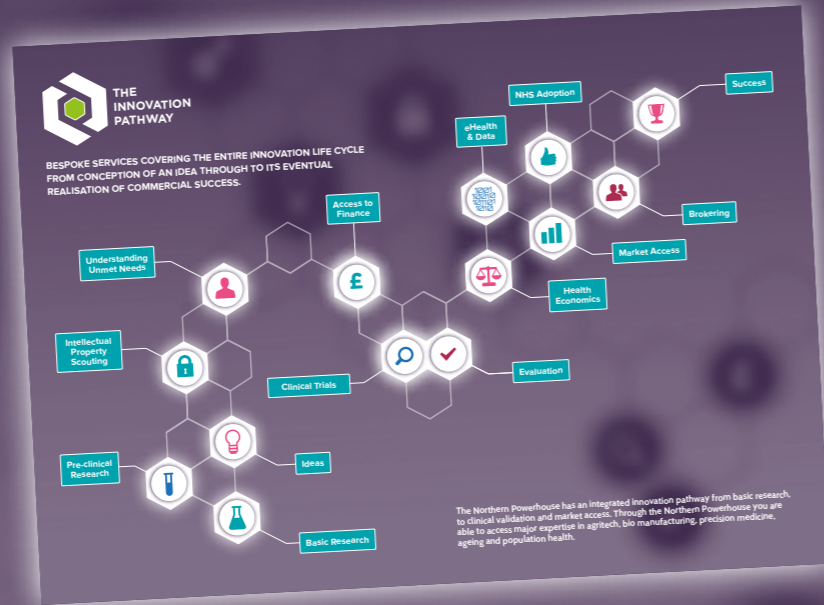 THE
INNOVATION
PATHWAY
BESPOKE SERVICES COVERING THE ENTIRE INNOVATION LIFE CYCLE
FROM CONCEPTION OF AN IDEA THROUGH TO ITS EVENTUAL
REALISATION OF COMMERCIAL SUCCESS.
Success
NHS Adoption
eHealth
& Data
Access to
Finance
Brokering
Market Access
Understanding
Unmet Needs
£
Health
Economics
Intellectual
Property
Scouting
Clinical Trials
Evaluation
Pre-clinical
Research
Ideas
Basic Research
The Northern Powerhouse has an integrated innovation pathway from basic research,
to clinical validation and market access. Through the Northern Powerhouse you are
able to access major expertise in agritech, bio manufacturing, precision medicine,
ageing and population health.